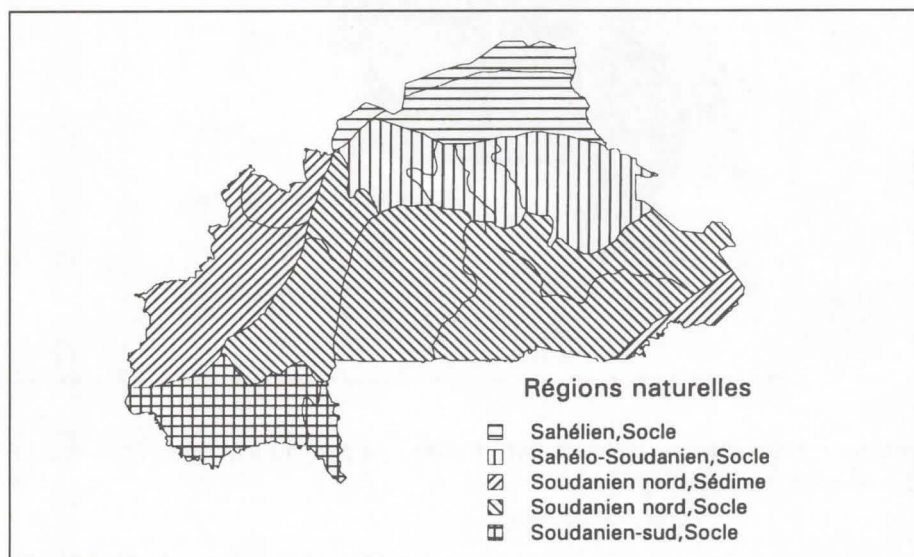 Régions naturelles
Sahélien,Socle
Sahélo-Soudanien,Socle
Soudanien nord,Sédime
Soudanien nord,Socle
Soudanien-sud,Socle